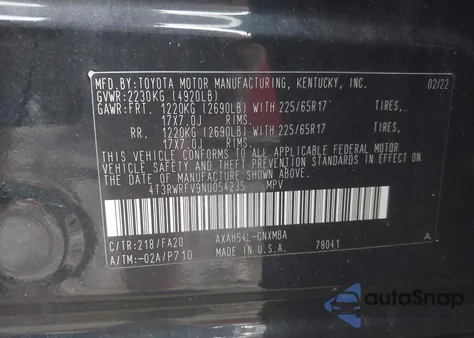 MFD.BY:TOYOTA MOTOR MANUFACTURING, KENTUCKY, INC. 02/22
GVWR:2230KG (4920LB)
GAWR:FRT. 1220KG (2690LB) WITH 225/65R17 TIRES,
17X7.0J RIMS.
RR. 1220KG (2690LB) WITH 225/65R17 TIRES,
17X7.0J RIMS.
THIS VEHICLE CONFORMS TO ALL APPLICABLE FEDERAL MOTOR
VEHICLE SAFETY AND THEFT PREVENTION STANDARDS IN EFFECT
ON THE DATE OF MANUFACTURE SHOWN ABOVE.
4T3RWRFV9NU054235 MPV
C/TR:218/FA20 AXAH54L-CNXMBA
A/TM:-02A/P710 MADE IN U.S.A. 78041 A
autoSnap